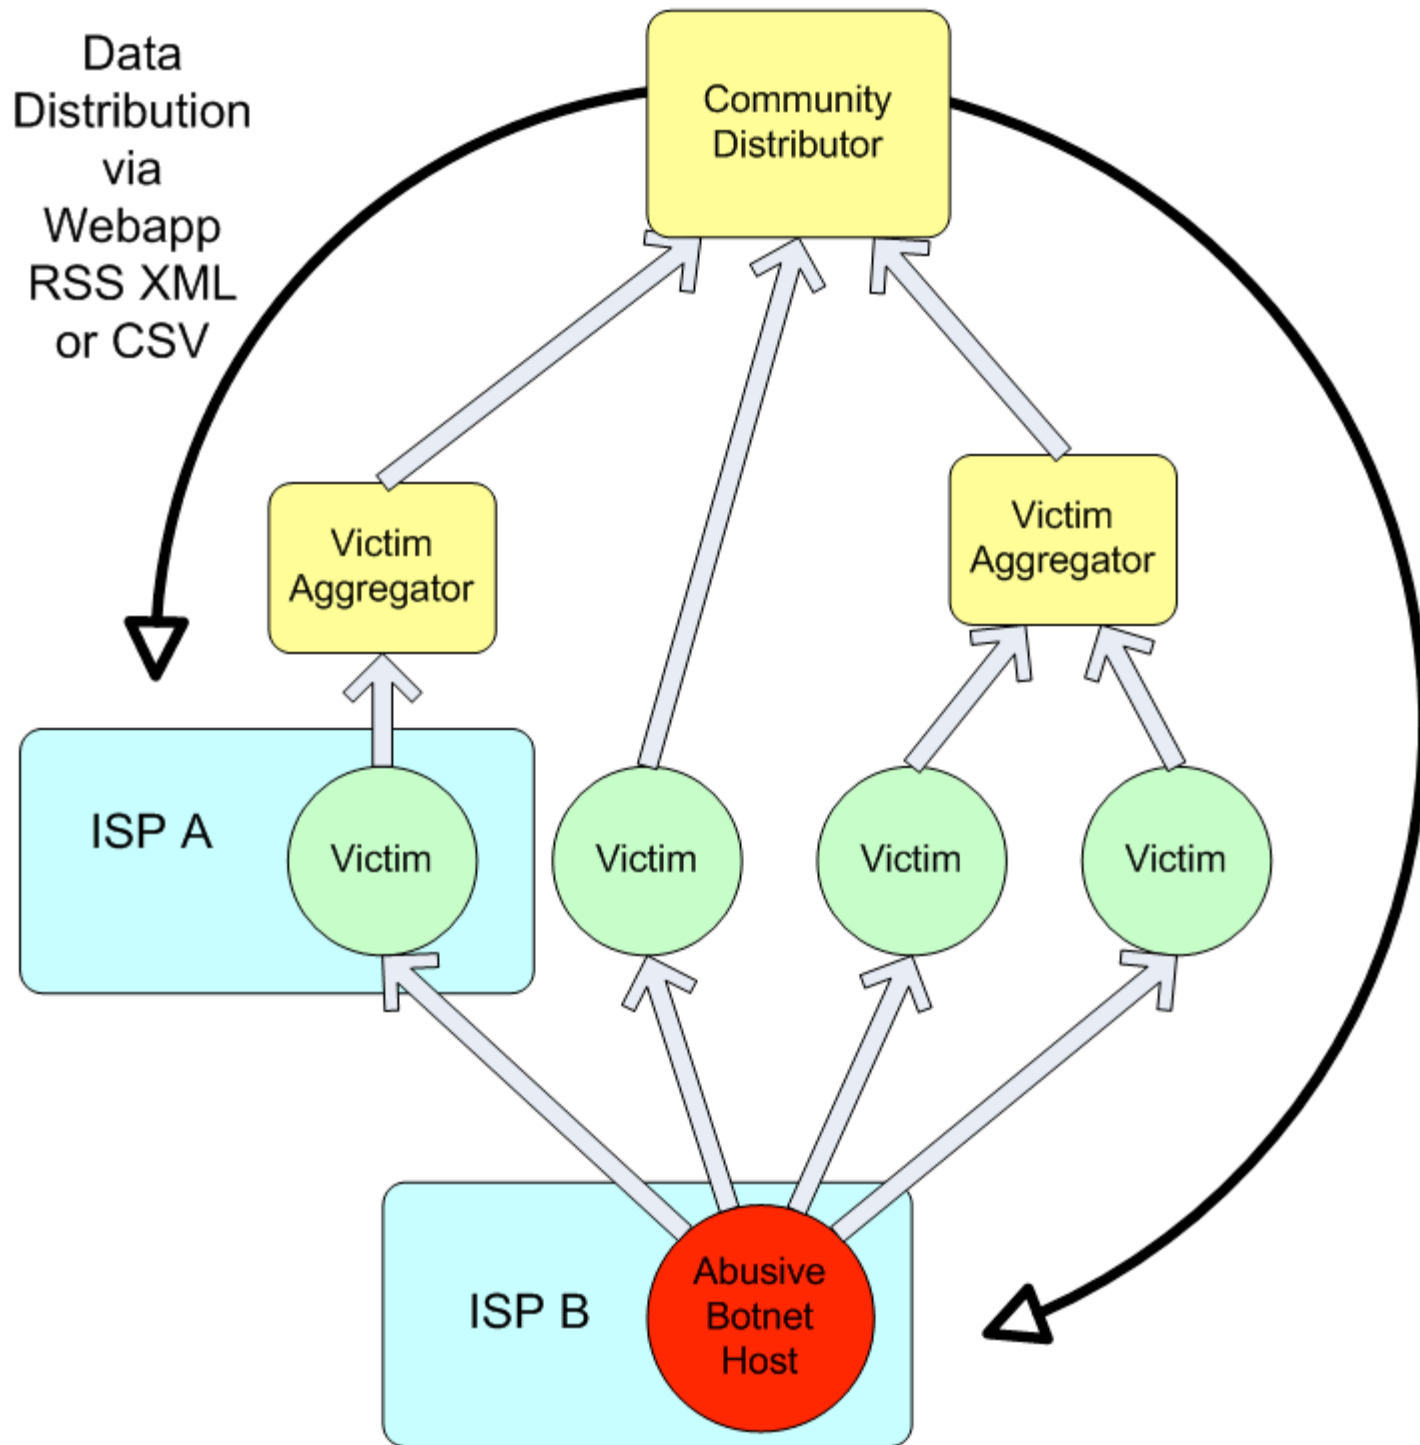 Data
Distribution
via
Webapp
RSS XML
or CSV
Community
Distributor
Victim
Aggregator
Victim
Aggregator
ISP A
Victim
Victim
Victim
Victim
ISP B
Abusive
Botnet
Host